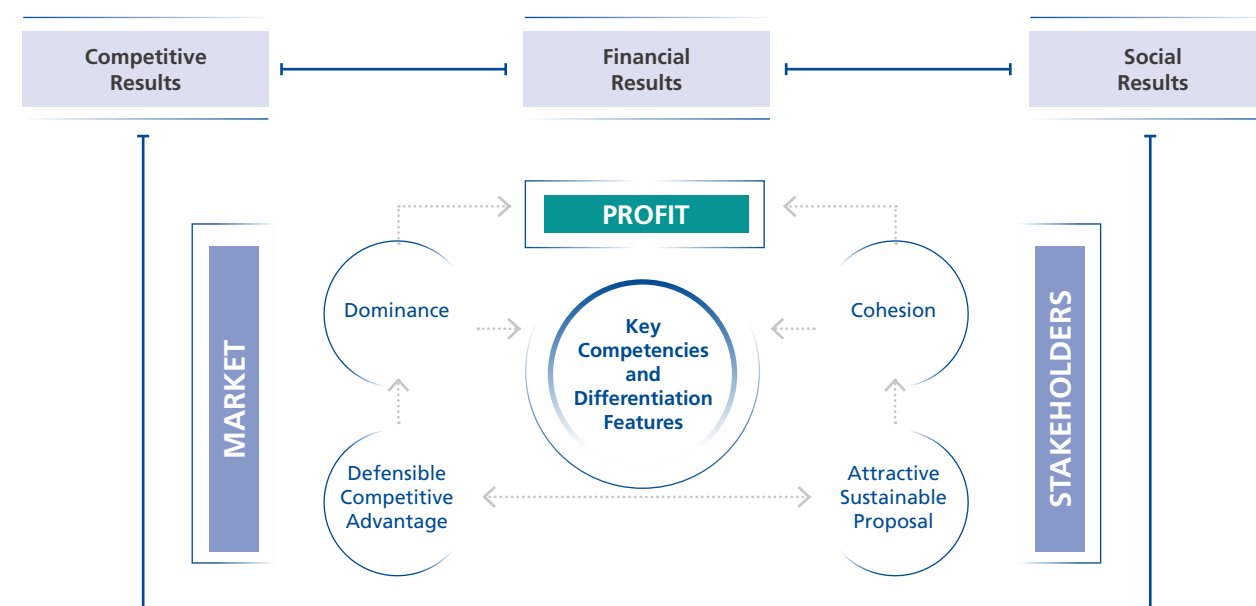 Competitive
Results
Financial
Results
Social
Results
PROFIT
MARKET
Dominance
Key
Competencies
and
Differentiation
Features
Cohesion
STAKEHOLDERS
Defensible
Competitive
Advantage
Attractive
Sustainable
Proposal